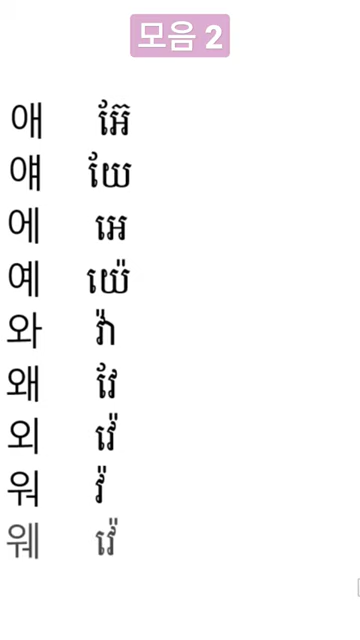 모음 2
애 អ៊ែ
얘 យែ
에 អេ
예 យ៉េ
와 វ៉ា
왜 វែ
외 វ៉េ
워 វ៉
웨 វ៉េ